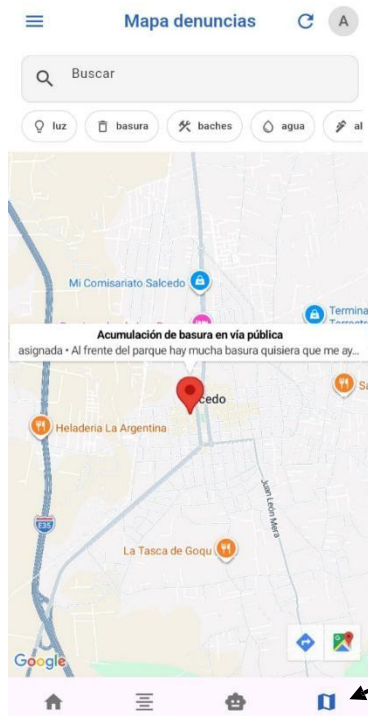 Mapa denuncias
A
Buscar
luz
basura
baches
agua
al
Mi Comisariato Salcedo
Termina
Acumulación de basura en vía pública
asignada • Al frente del parque hay mucha basura quisiera que me ay...
cedo
Sa
Heladeria La Argentina
Juan León Mera
E35
La Tasca de Goqu
Google